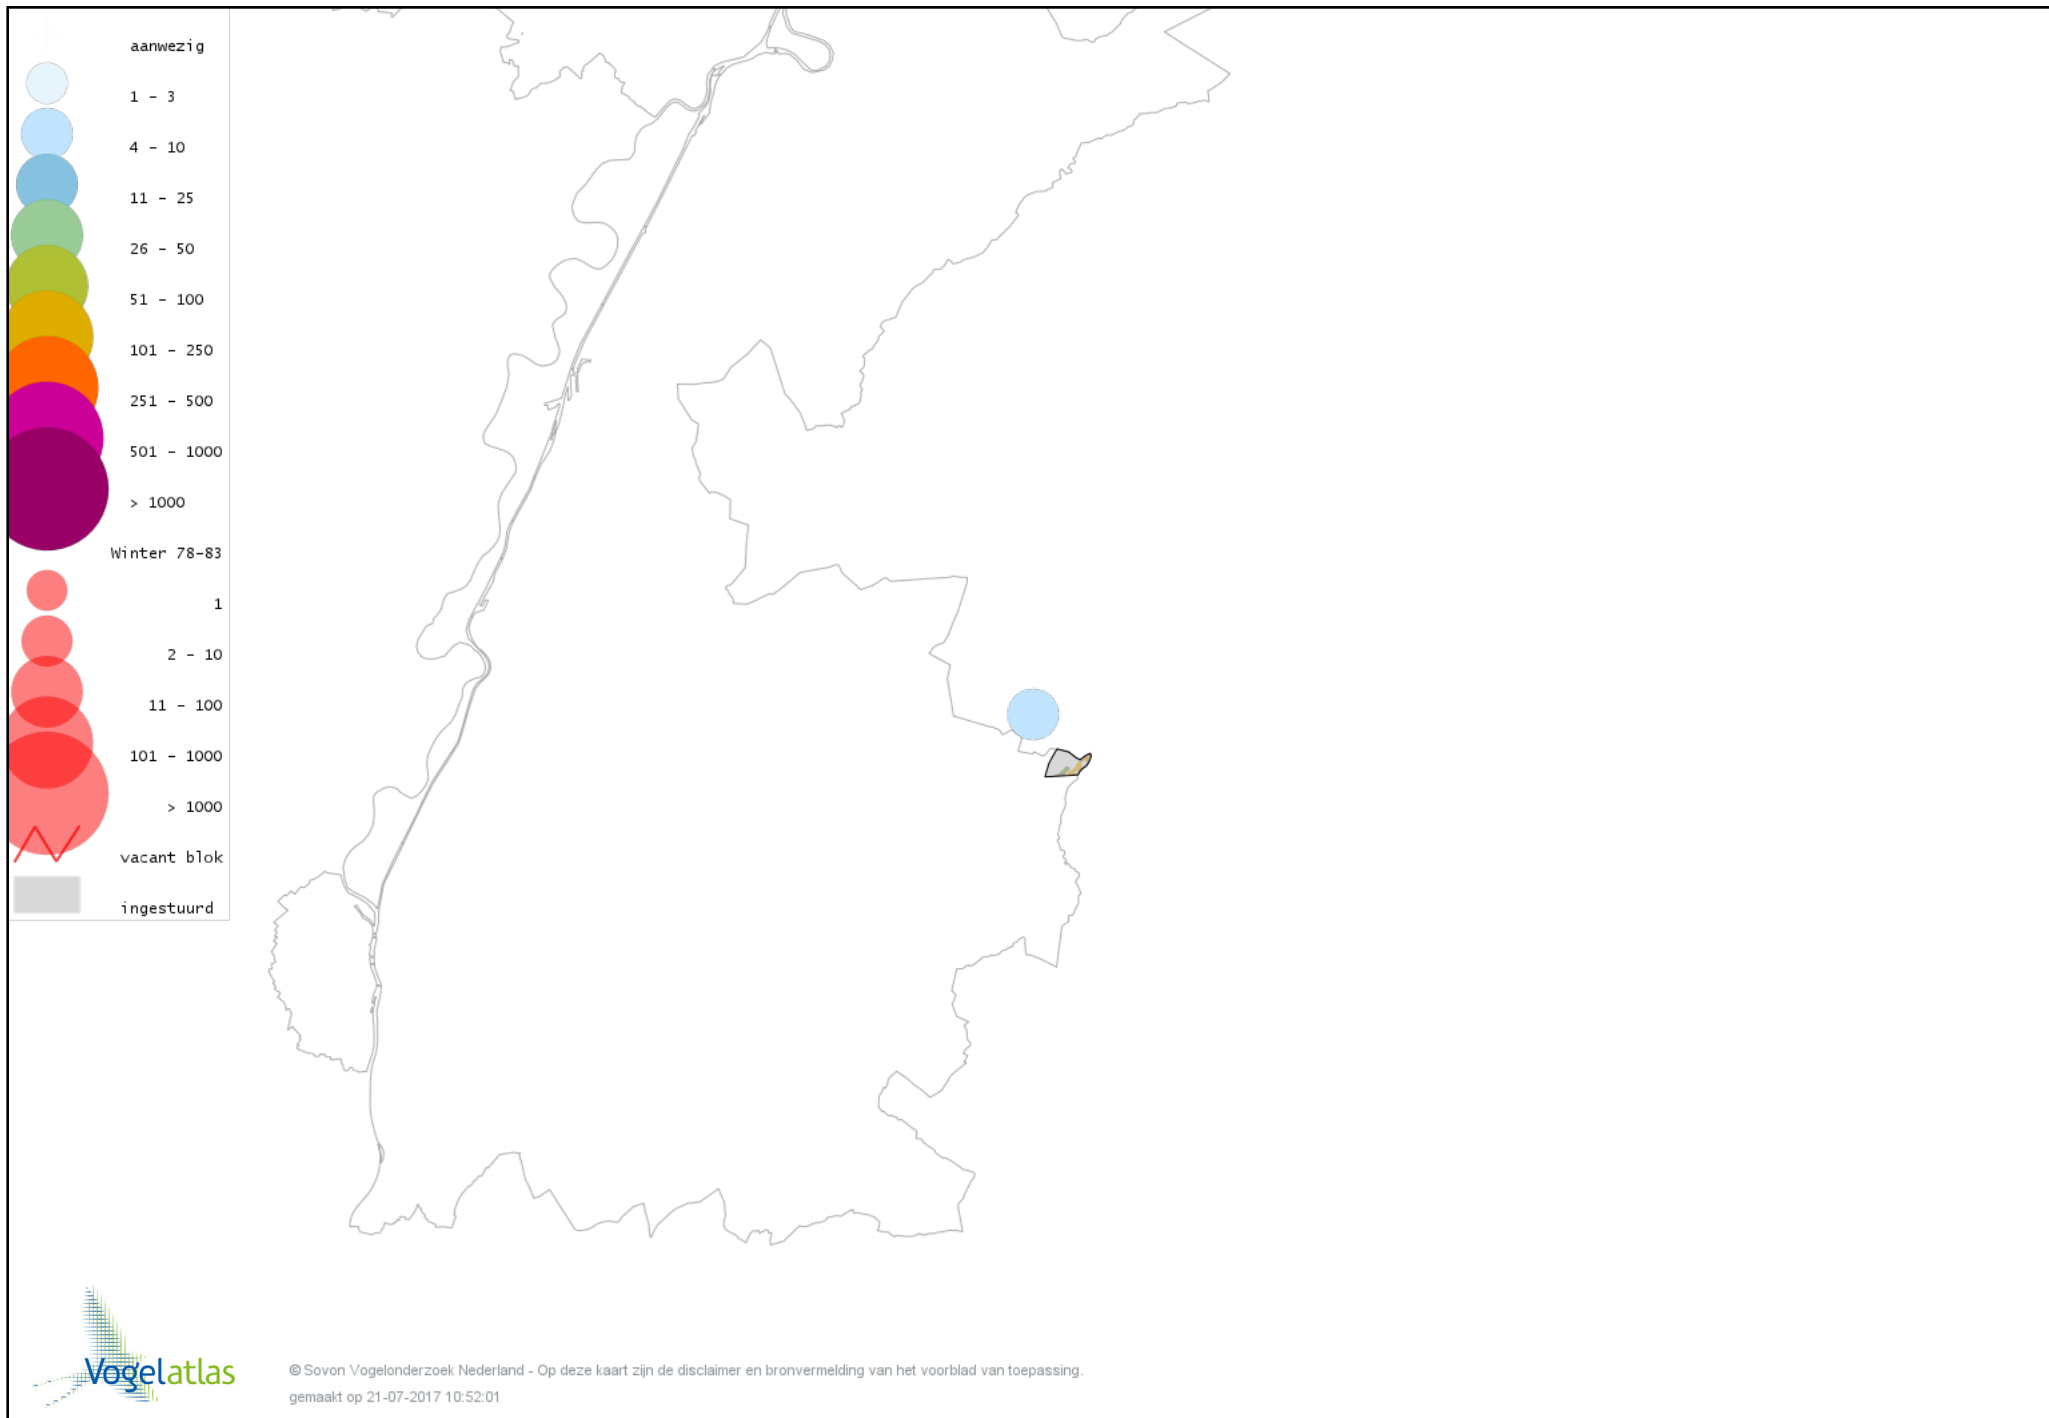 aanwezig
1 - 3
4 - 10
11 - 25
26 - 50
51 - 100
101 - 250
251 - 500
501 - 1000
> 1000
Winter 78-83
1
2 - 10
11 - 100
101 - 1000
> 1000
vacant blok
ingestuurd
Vogelatlas
© Sovon Vogelonderzoek Nederland - Op deze kaart zijn de disclaimer en bronvermelding van het voorblad van toepassing.
gemaakt op 21-07-2017 10:52:01